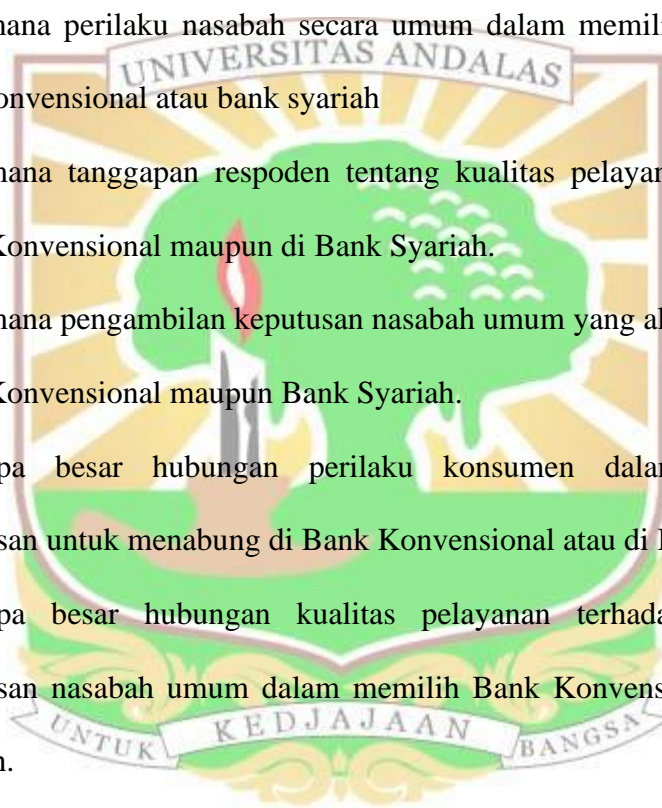 mana perilaku nasabah secara umum dalam memili
UNIVERSITAS ANDALAS
onvensional atau bank syariah
mana tanggapan respoden tentang kualitas pelayan
Konvensional maupun di Bank Syariah.
mana pengambilan keputusan nasabah umum yang ak
Konvensional maupun Bank Syariah.
pa besar hubungan perilaku konsumen dalam
san untuk menabung di Bank Konvensional atau di
pa besar hubungan kualitas pelayanan terhada
san nasabah umum dalam memilih Bank Konvens
UNTUK KEDJAJAAN BANGSA
h.